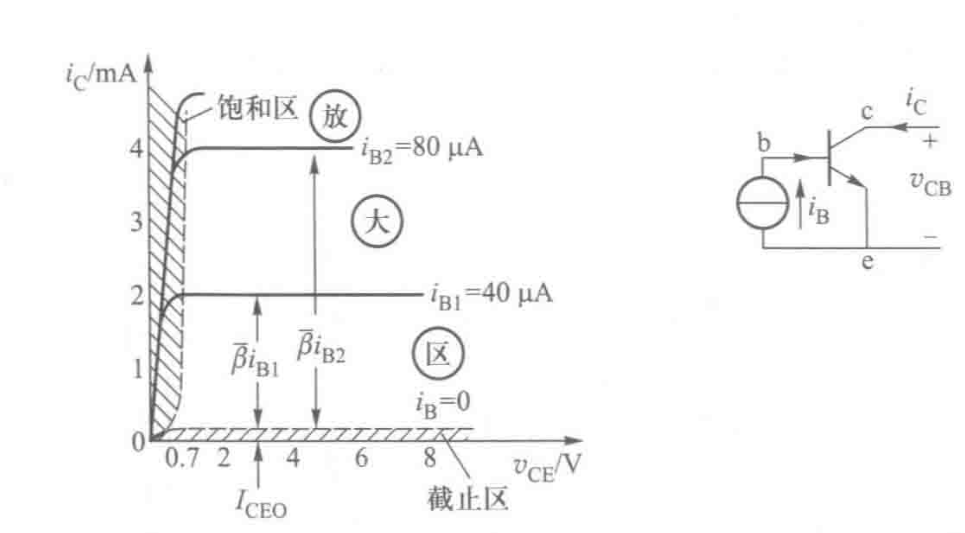 i_C/mA
饱和区
放
4
i_B2=80 μA
3
大
2
i_B1=40 μA
β̄i_B1
β̄i_B2
区
1
i_B=0
0
0.7 2 4 6 8
v_CE/V
I_CEO
截止区
c
i_C
b
+
v_CB
i_B
−
e